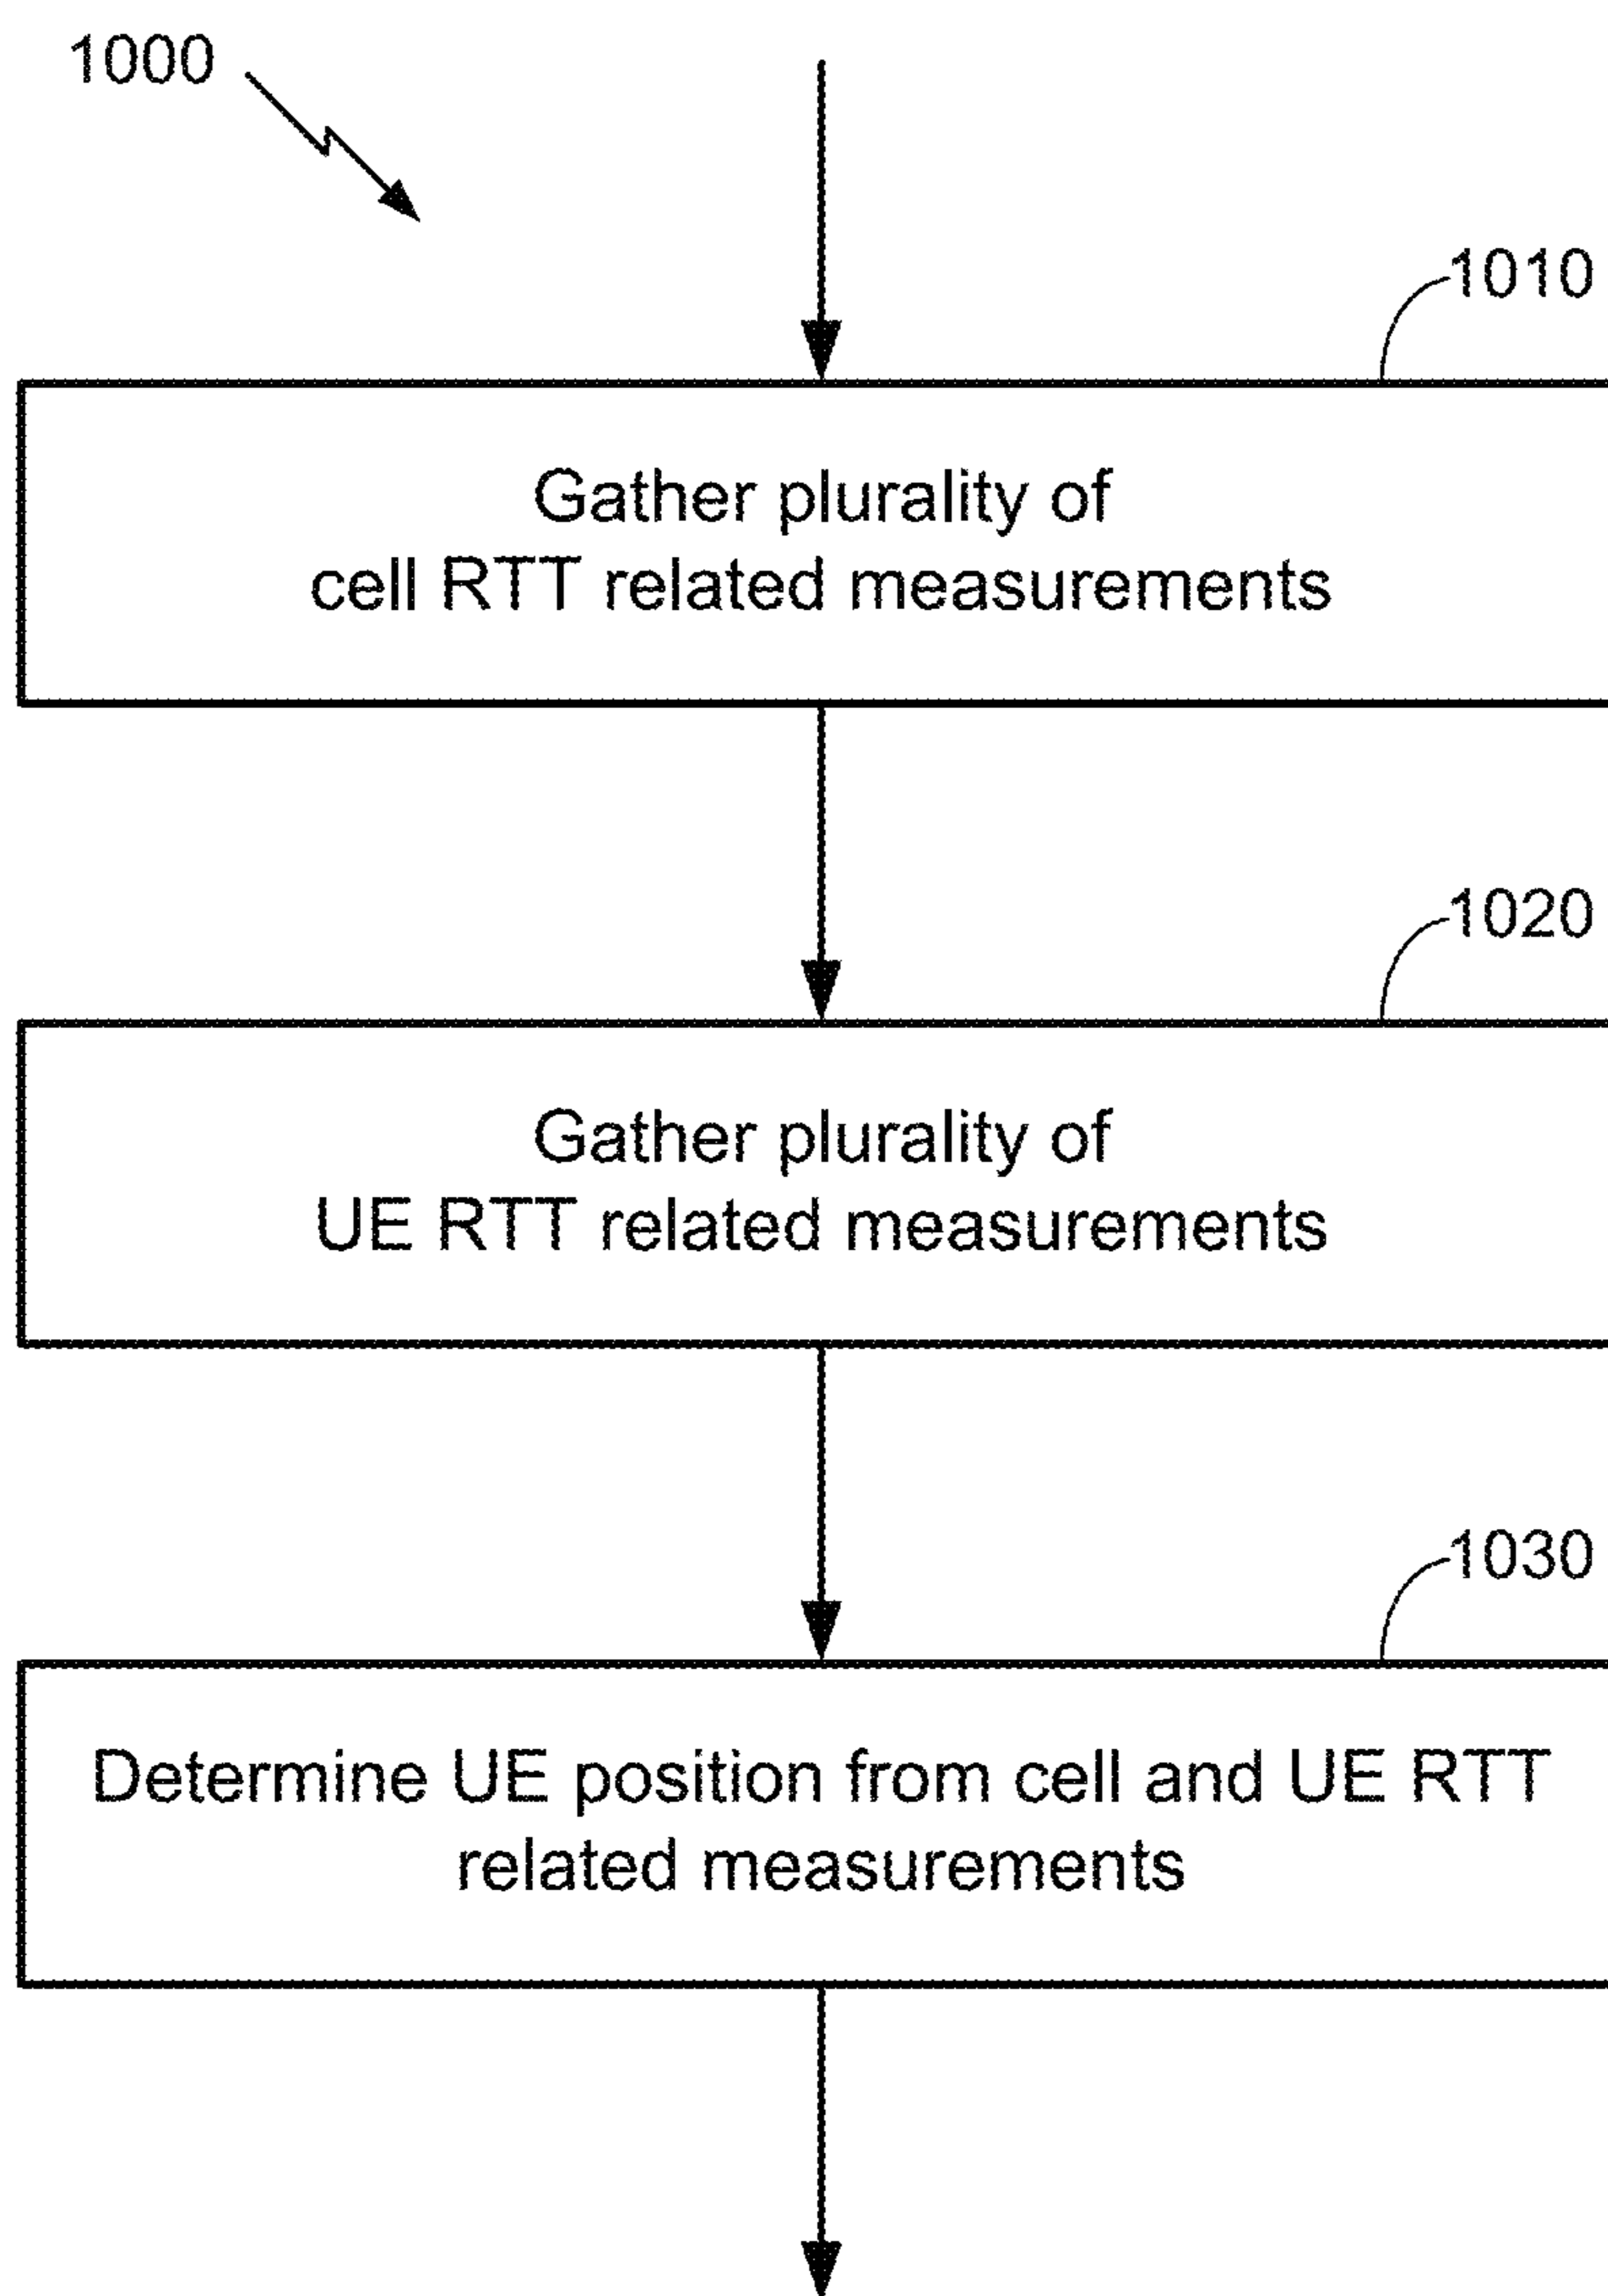 1000
1010
Gather plurality of
cell RTT related measurements
1020
Gather plurality of
UE RTT related measurements
1030
Determine UE position from cell and UE RTT
related measurements